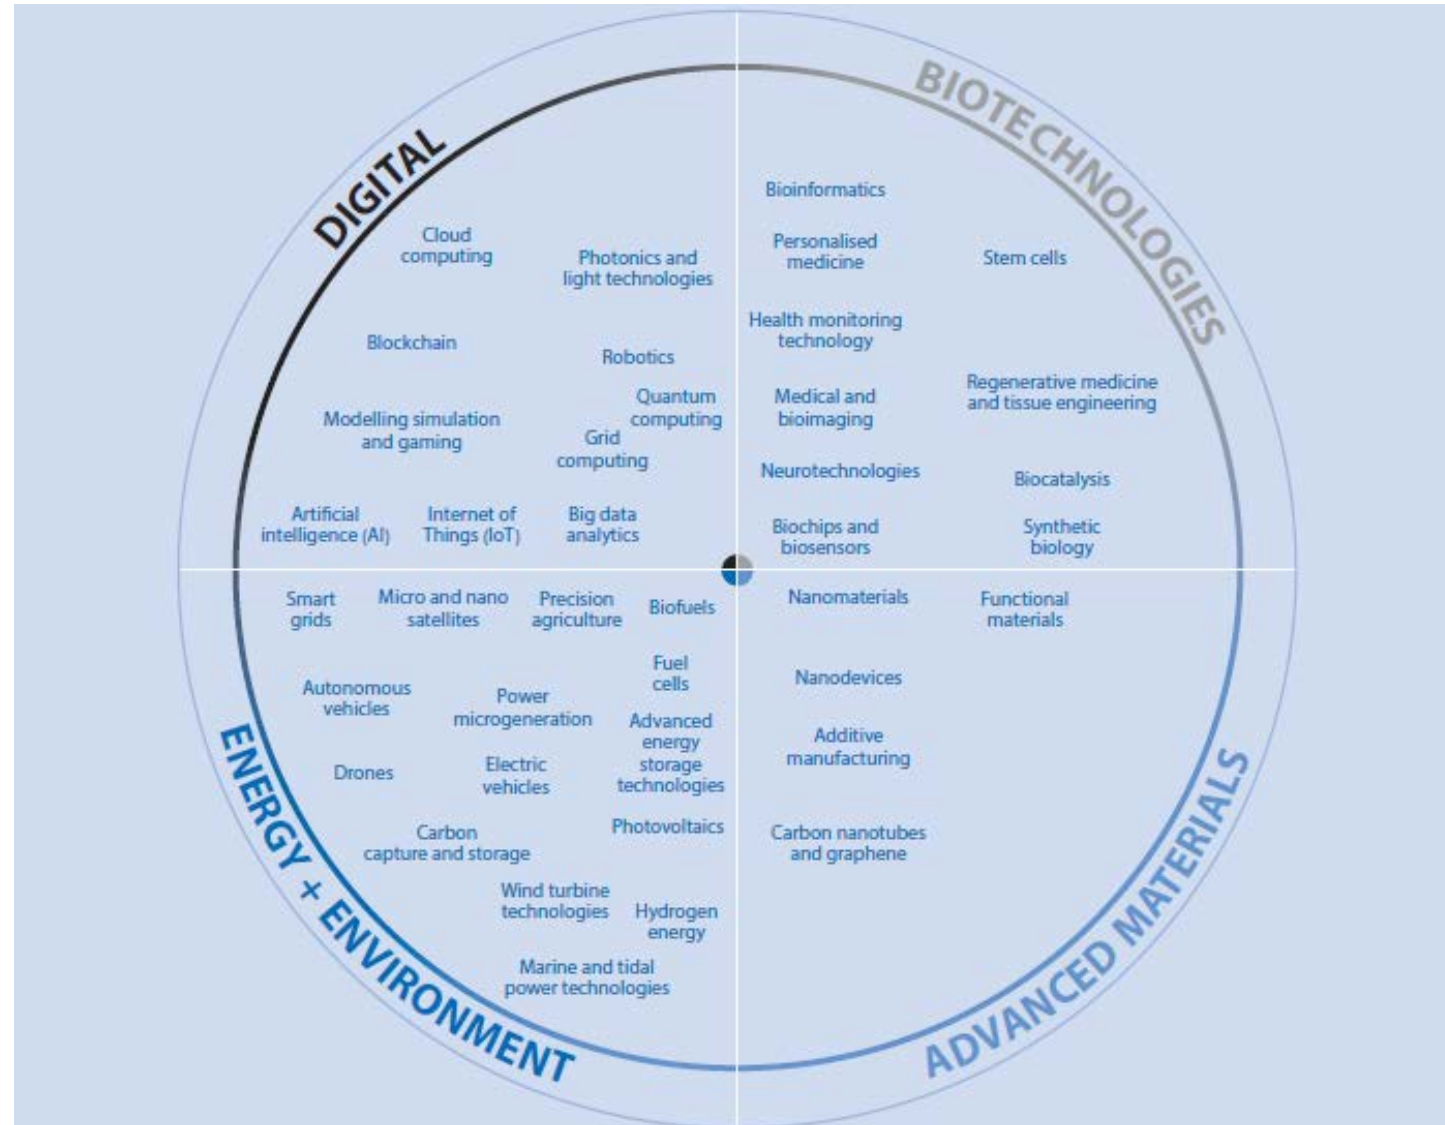 DIGITAL
Cloud
computing
Photonics and
light technologies
Blockchain
Robotics
Quantum
computing
Modelling simulation
and gaming
Grid
computing
Artificial
intelligence (AI)
Internet of
Things (IoT)
Big data
analytics
BIOTECHNOLOGIES
Bioinformatics
Personalised
medicine
Stem cells
Health monitoring
technology
Regenerative medicine
and tissue engineering
Medical and
bioimaging
Neurotechnologies
Biocatalysis
Biochips and
biosensors
Synthetic
biology
ENERGY + ENVIRONMENT
Smart
grids
Micro and nano
satellites
Precision
agriculture
Biofuels
Fuel
cells
Autonomous
vehicles
Power
microgeneration
Advanced
energy
storage
technologies
Drones
Electric
vehicles
Photovoltaics
Carbon
capture and storage
Wind turbine
technologies
Hydrogen
energy
Marine and tidal
power technologies
ADVANCED MATERIALS
Nanomaterials
Functional
materials
Nanodevices
Additive
manufacturing
Carbon nanotubes
and graphene